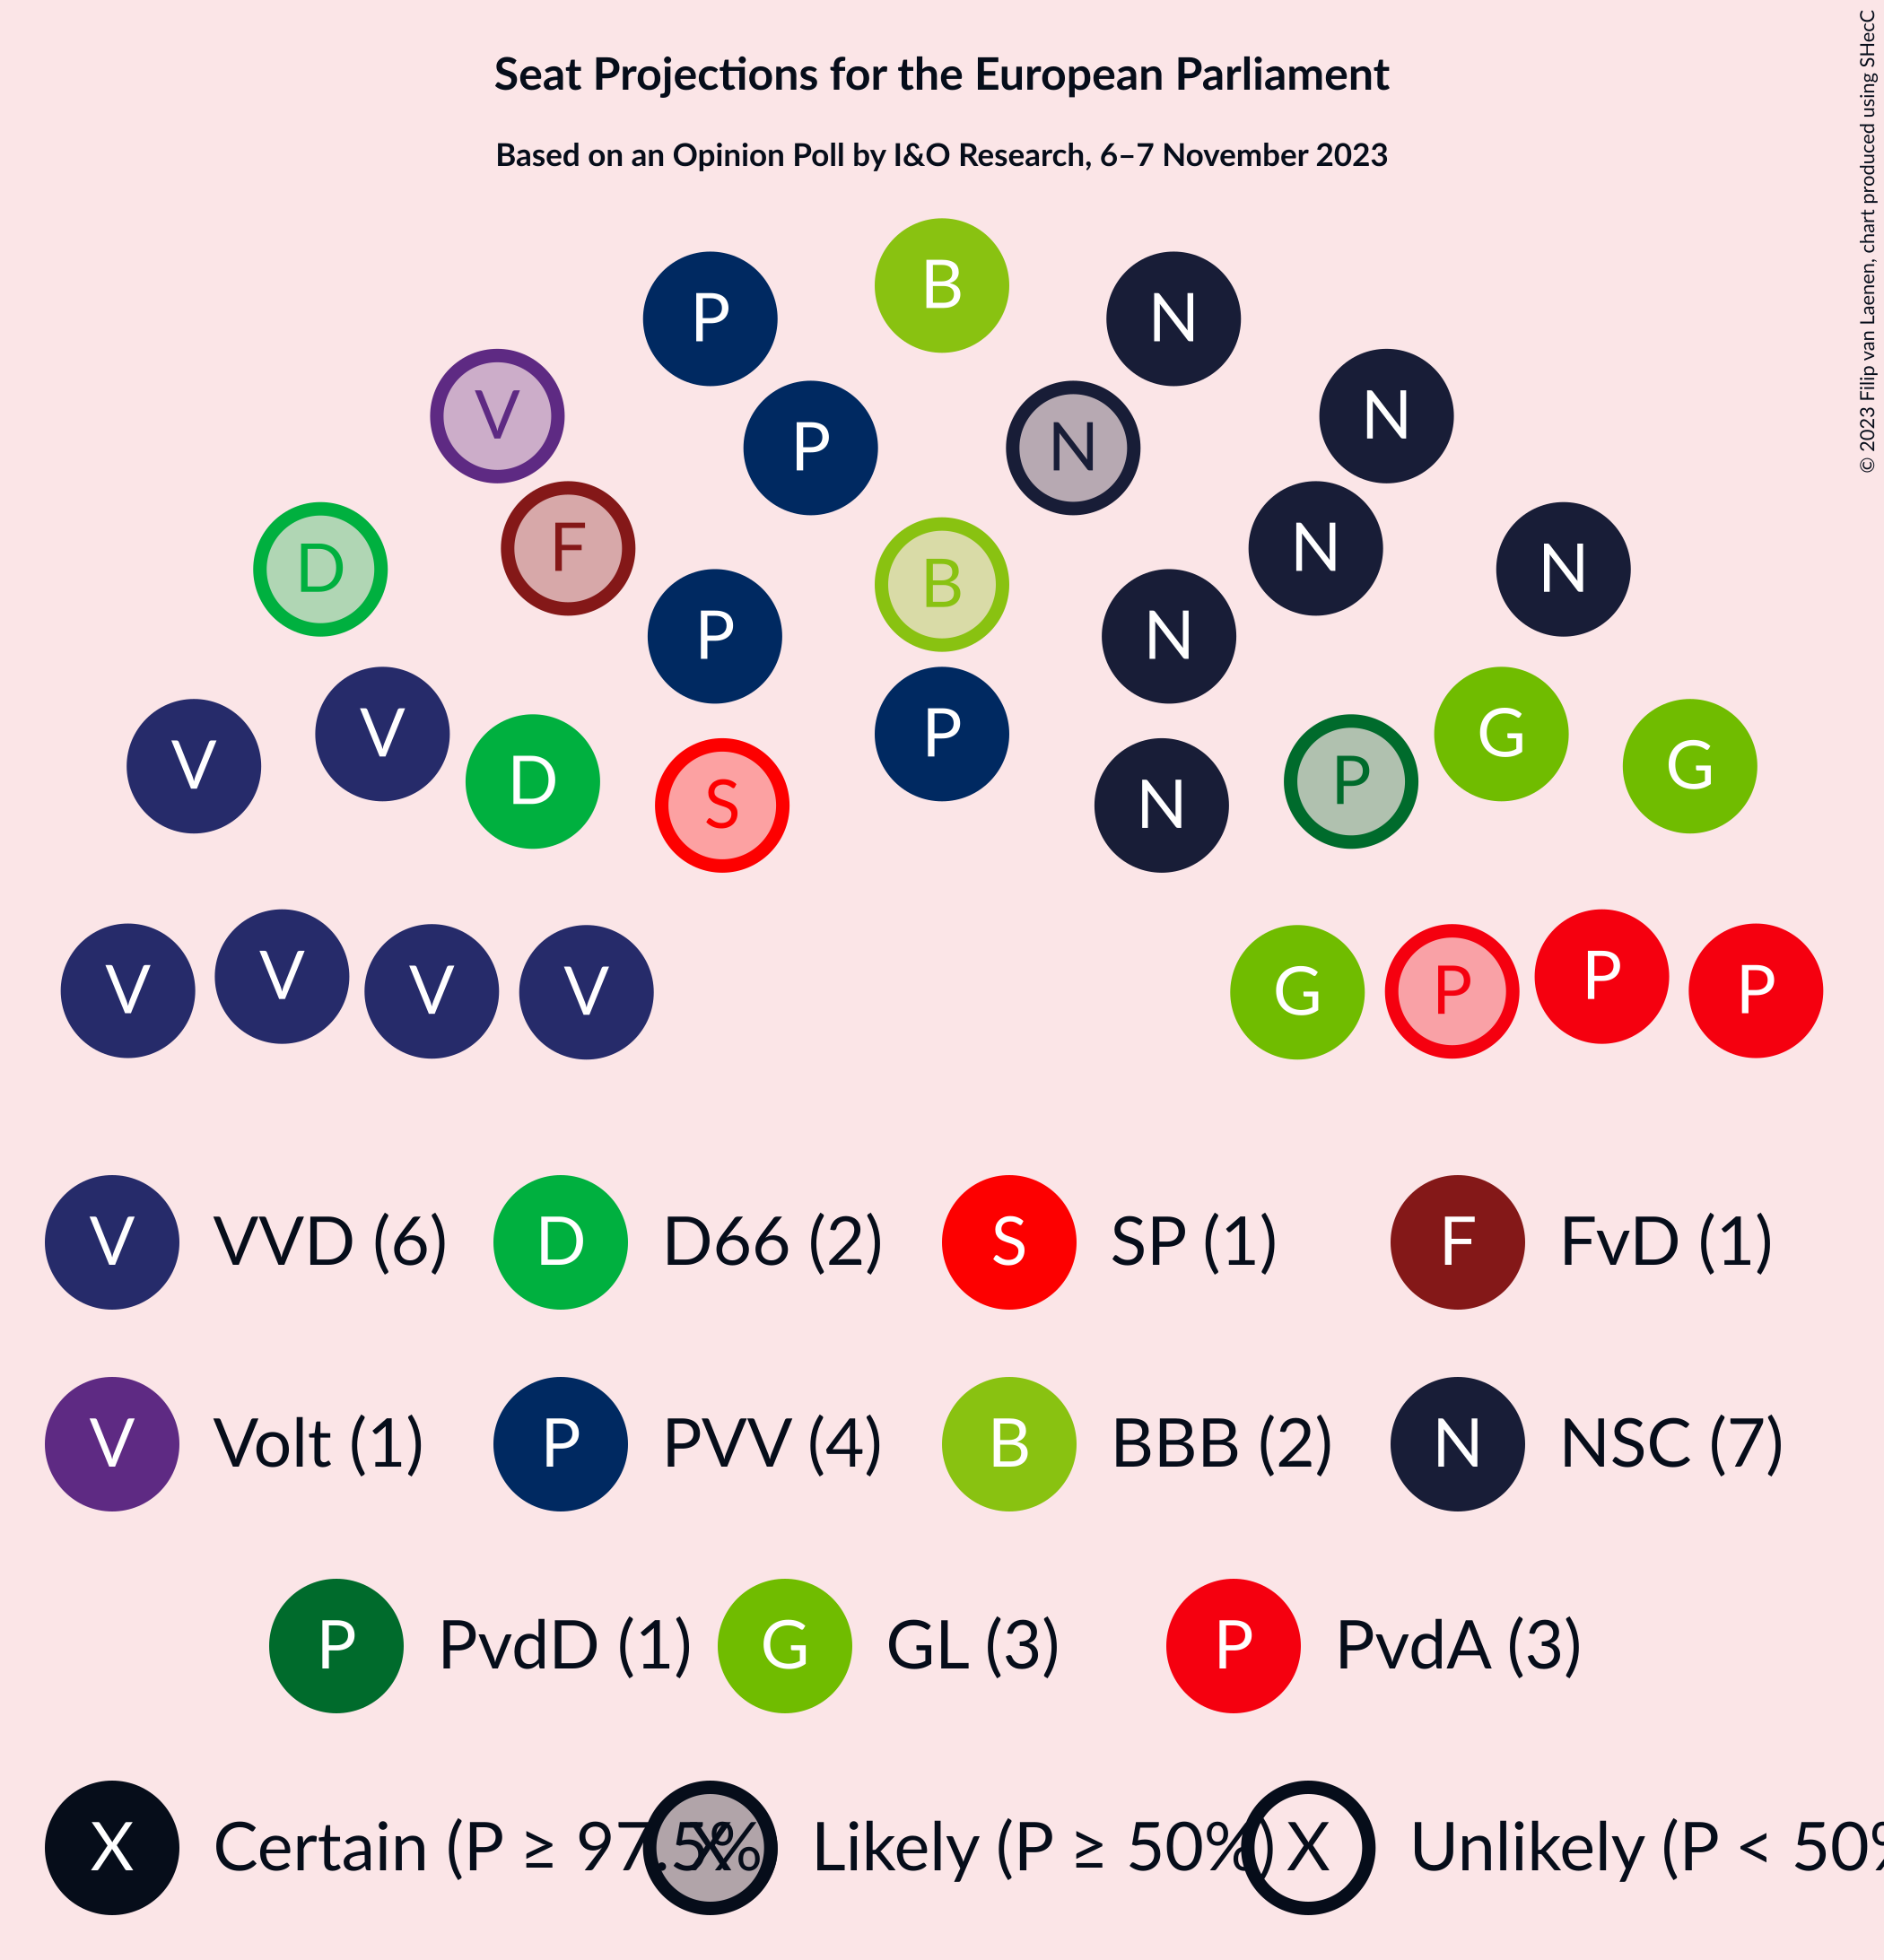 Seat Projections for the European Parliament
Based on an Opinion Poll by I&O Research, 6–7 November 2023
© 2023 Filip van Laenen, chart produced using SHecC
B
P N
V N
P N
D F N N
B
P N
V V G G
P
D P
S N
V V V V G P P P
V VVD (6) D D66 (2) S SP (1) F FvD (1)
V Volt (1) P PVV (4) B BBB (2) N NSC (7)
P PvdD (1) G GL (3) P PvdA (3)
X Certain (P ≥ 97.5% X Likely (P ≥ 50%) X Unlikely (P < 50%